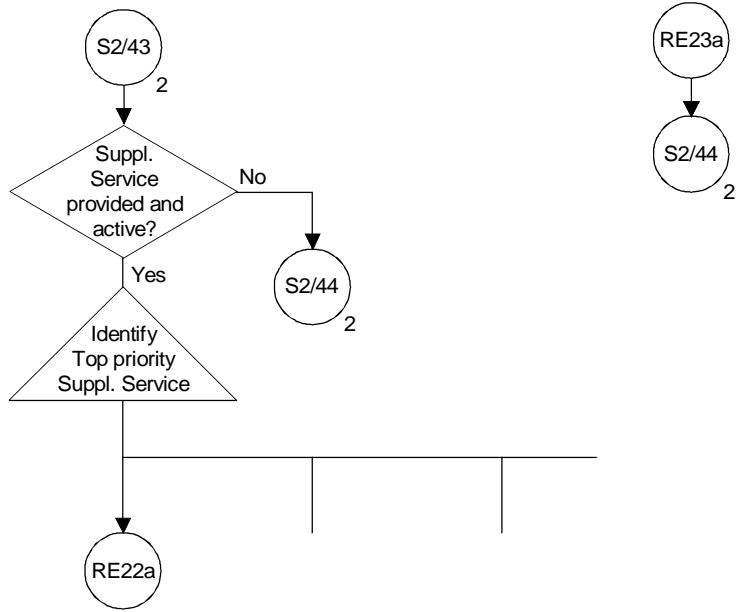 S2/43
2
Suppl.
Service
provided and
active?
No
S2/44
2
Yes
Identify
Top priority
Suppl. Service
RE22a
RE23a
S2/44
2